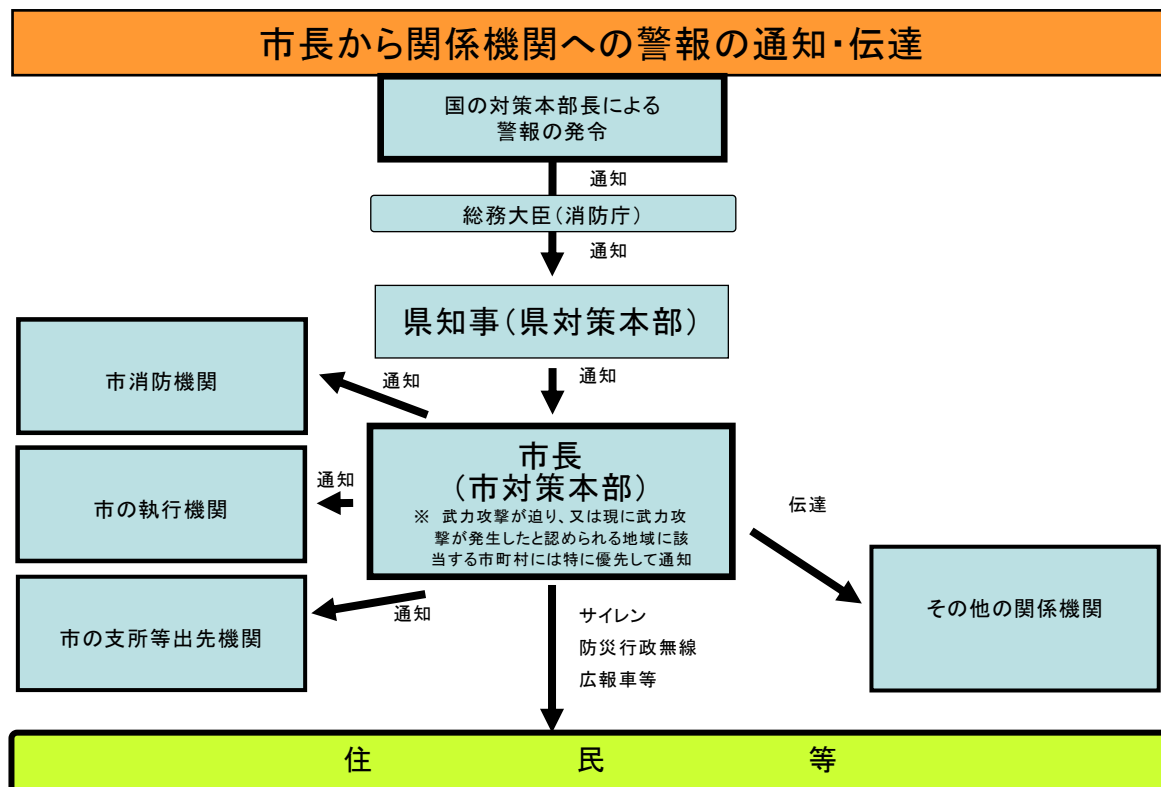 市長から関係機関への警報の通知・伝達
国の対策本部長による
警報の発令
通知
総務大臣(消防庁)
通知
県知事(県対策本部)
通知
市消防機関
通知
市長
(市対策本部)
※ 武力攻撃が迫り、又は現に武力攻
撃が発生したと認められる地域に該
当する市町村には特に優先して通知
通知
市の執行機関
伝達
その他の関係機関
通知
市の支所等出先機関
サイレン
防災行政無線
広報車等
住 民 等